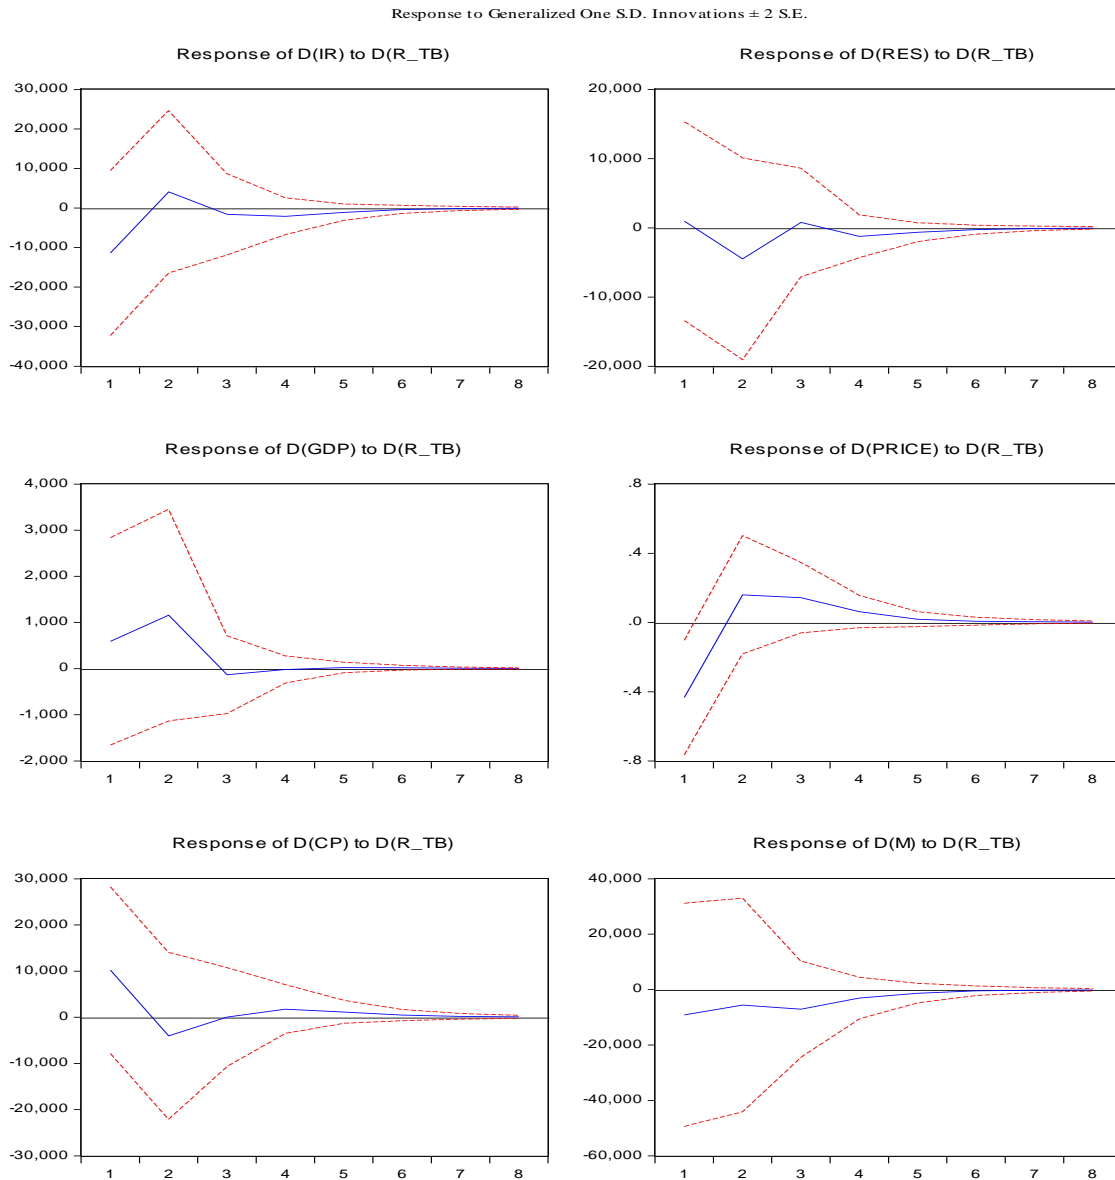 Response to Generalized One S.D. Innovations ± 2 S.E.
Response of D(IR) to D(R_TB)
30,000
20,000
10,000
0
-10,000
-20,000
-30,000
-40,000
1 2 3 4 5 6 7 8
Response of D(RES) to D(R_TB)
20,000
10,000
0
-10,000
-20,000
1 2 3 4 5 6 7 8
Response of D(GDP) to D(R_TB)
4,000
3,000
2,000
1,000
0
-1,000
-2,000
1 2 3 4 5 6 7 8
Response of D(PRICE) to D(R_TB)
.8
.4
.0
-.4
-.8
1 2 3 4 5 6 7 8
Response of D(CP) to D(R_TB)
30,000
20,000
10,000
0
-10,000
-20,000
-30,000
1 2 3 4 5 6 7 8
Response of D(M) to D(R_TB)
40,000
20,000
0
-20,000
-40,000
-60,000
1 2 3 4 5 6 7 8